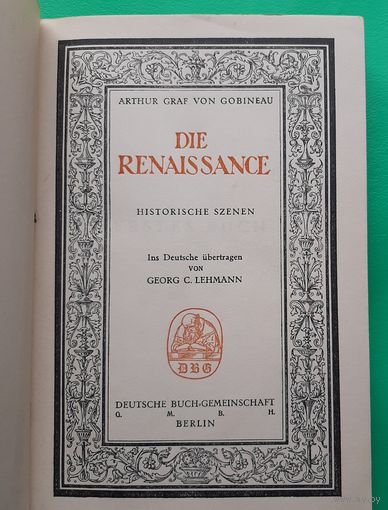 ARTHUR GRAF VON GOBINEAU
DIE
RENAISSANCE
HISTORISCHE SZENEN
Ins Deutsche übertragen
VON
GEORG C. LEHMANN
DBG
DEUTSCHE BUCH-GEMEINSCHAFT
G. M. B. H.
BERLIN